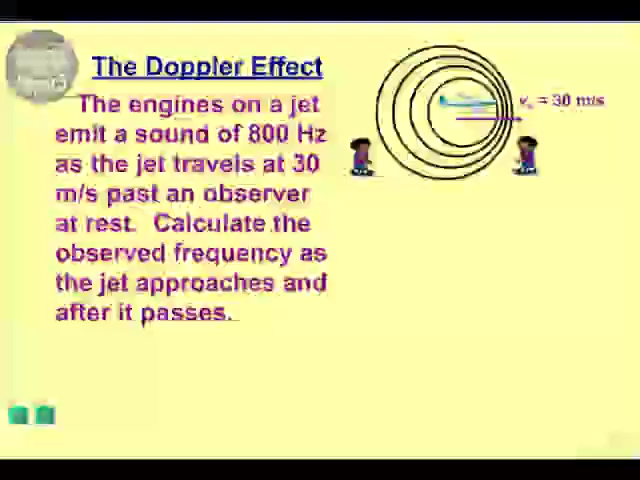 The Doppler Effect
The engines on a jet
emit a sound of 800 Hz
as the jet travels at 30
m/s past an observer
at rest. Calculate the
observed frequency as
the jet approaches and
after it passes.
= 30 m/s